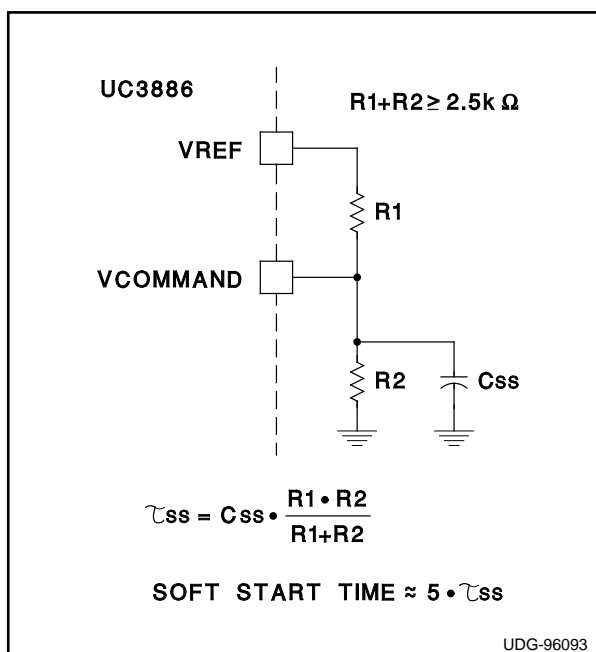 UC3886
R1+R2 ≥ 2.5k Ω
VREF
R1
VCOMMAND
R2
Css
τss = Css • R1 • R2 / R1+R2
SOFT START TIME ≈ 5 • τss
UDG-96093